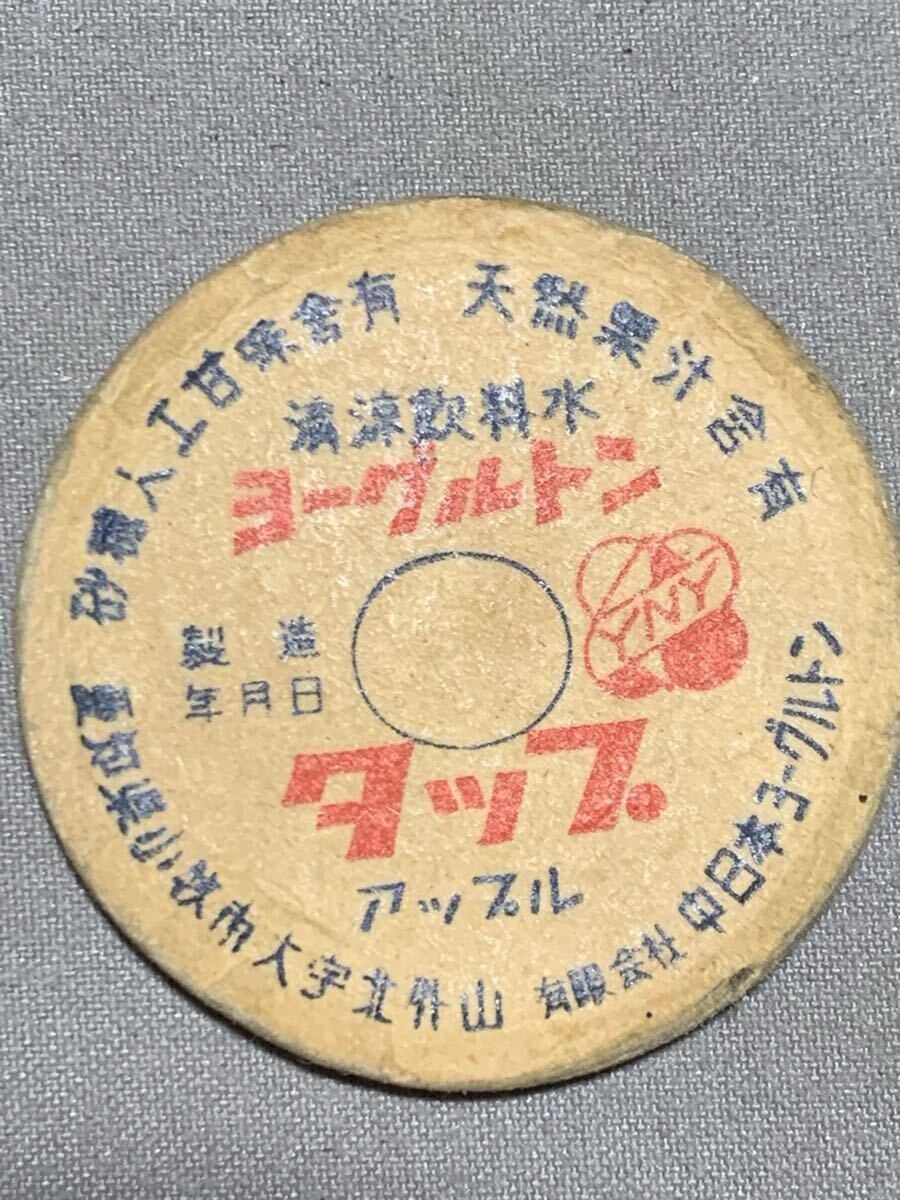 人工甘味含有 天然果汁含有
清涼飲料水
ヨーグルトン
YNY
製造
年月日
タップ
アップル
愛知県小牧市大字北外山 有限会社 中日本ヨーグルトン